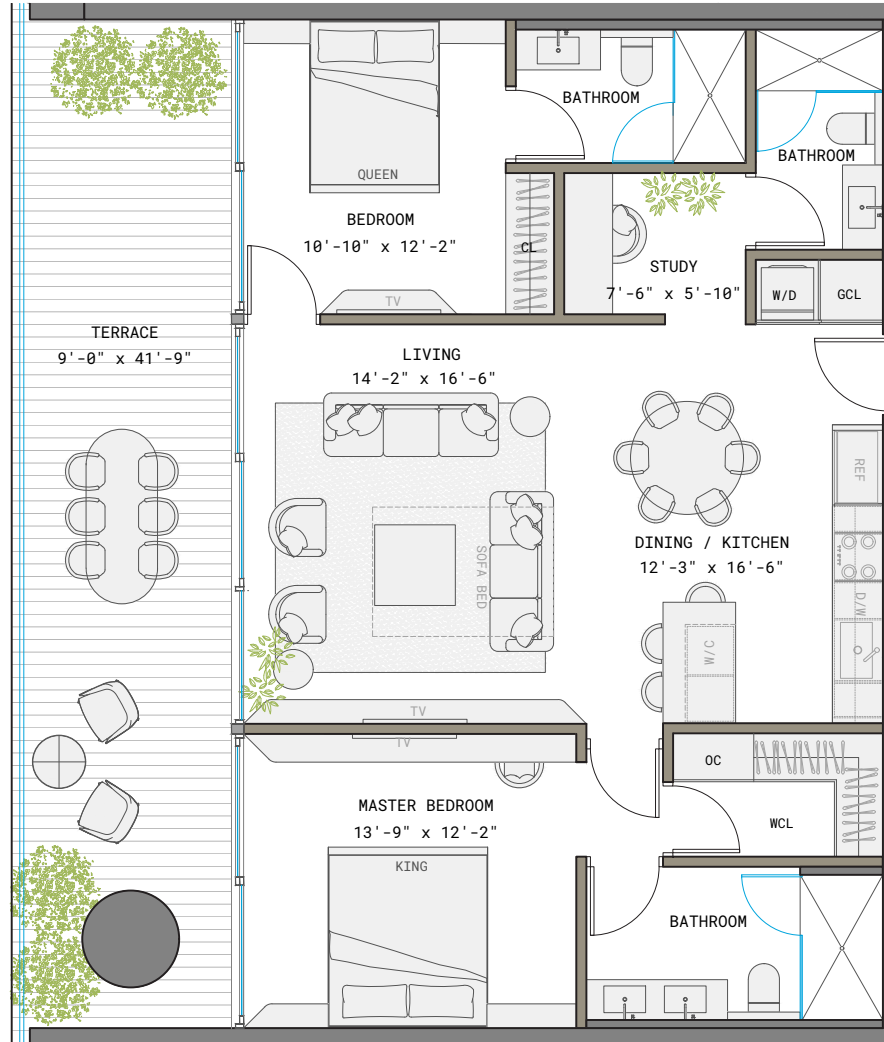 BATHROOM
BATHROOM
QUEEN
BEDROOM
10'-10" x 12'-2"
CL
STUDY
7'-6" x 5'-10"
W/D
GCL
TV
TERRACE
9'-0" x 41'-9"
LIVING
14'-2" x 16'-6"
REF
SOFA BED
DINING / KITCHEN
12'-3" x 16'-6"
D/W
W/C
TV
TV
OC
MASTER BEDROOM
13'-9" x 12'-2"
WCL
KING
BATHROOM